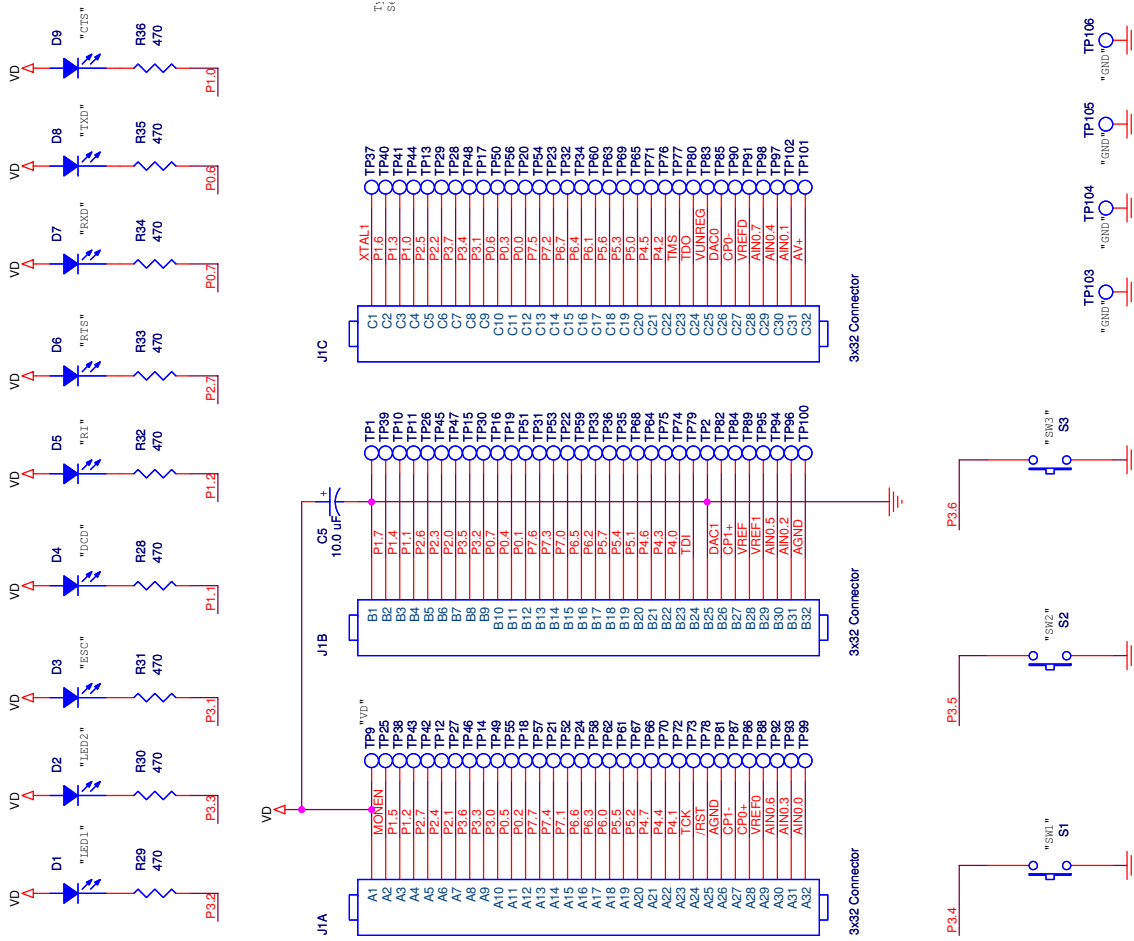 VD D1 "LED1" R29 470 P3.2
VD D2 "LED2" R30 470 P3.3
VD D3 "ESC" R31 470 P3.1
VD D4 "DCD" R28 470 P1.1
VD D5 "RI" R32 470 P1.2
VD D6 "RTS" R33 470 P2.7
VD D7 "RXD" R34 470 P0.7
VD D8 "TXD" R35 470 P0.6
VD D9 "CTS" R36 470 P1.0
VD
C5
10.0 uF
+
J1A
A1 TP9 "VD"
A2 MONEN TP25
A3 P1.5 TP38
A4 P1.2 TP43
A5 P2.7 TP42
A6 P2.4 TP12
A7 P2.1 TP27
A8 P3.6 TP46
A9 P3.3 TP14
A10 P3.0 TP49
A11 P0.5 TP55
A12 P0.2 TP18
A13 P7.7 TP57
A14 P7.4 TP21
A15 P7.1 TP52
A16 P6.6 TP24
A17 P6.3 TP58
A18 P6.0 TP62
A19 P5.5 TP61
A20 P5.2 TP67
A21 P4.7 TP66
A22 P4.4 TP70
A23 P4.1 TP72
A24 TCK TP73
A25 /RST TP78
A26 AGND TP81
A27 CP1- TP87
A28 CP0+ TP86
A29 VREF0 TP88
A30 AIN0.6 TP92
A31 AIN0.3 TP93
A32 AIN0.0 TP99
3x32 Connector
J1B
B1 TP1
B2 P1.7 TP39
B3 P1.4 TP10
B4 P1.1 TP11
B5 P2.6 TP26
B6 P2.3 TP45
B7 P2.0 TP47
B8 P3.5 TP15
B9 P3.2 TP30
B10 P0.7 TP16
B11 P0.4 TP19
B12 P0.1 TP51
B13 P7.6 TP31
B14 P7.3 TP53
B15 P7.0 TP22
B16 P6.5 TP59
B17 P6.2 TP33
B18 P5.7 TP36
B19 P5.4 TP35
B20 P5.1 TP68
B21 P4.6 TP64
B22 P4.3 TP75
B23 P4.0 TP74
B24 TDI TP79
B25 TP2
B26 DAC1 TP82
B27 CP1+ TP84
B28 VREF TP89
B29 VREF1 TP95
B30 AIN0.5 TP94
B31 AIN0.2 TP96
B32 AGND TP100
3x32 Connector
J1C
C1 XTAL1 TP37
C2 P1.6 TP40
C3 P1.3 TP41
C4 P1.0 TP44
C5 P2.5 TP13
C6 P2.2 TP29
C7 P3.7 TP28
C8 P3.4 TP48
C9 P3.1 TP17
C10 P0.6 TP50
C11 P0.3 TP56
C12 P0.0 TP20
C13 P7.5 TP54
C14 P7.2 TP23
C15 P6.7 TP32
C16 P6.4 TP34
C17 P6.1 TP60
C18 P5.6 TP63
C19 P5.3 TP69
C20 P5.0 TP65
C21 P4.5 TP71
C22 P4.2 TP76
C23 TMS TP77
C24 TDO TP80
C25 VUNREG TP83
C26 DAC0 TP85
C27 CP0- TP90
C28 VREFD TP91
C29 AIN0.7 TP98
C30 AIN0.4 TP97
C31 AIN0.1 TP102
C32 AV+ TP101
3x32 Connector
P3.4 "SW1" S1
P3.5 "SW2" S2
P3.6 "SW3" S3
TP103 "GND"
TP104 "GND"
TP105 "GND"
TP106 "GND"